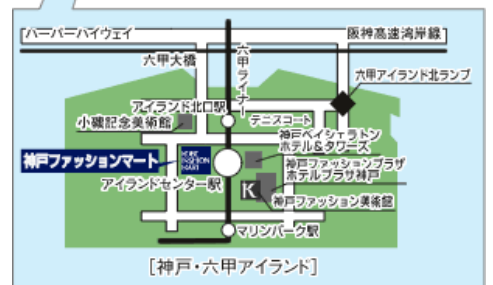 ハーバーハイウェイ
阪神高速湾岸線
六甲大橋
六甲ライナー
六甲アイランド北ランプ
アイランド北口駅
テニスコート
小磯記念美術館
神戸ベイシェラトン
ホテル&タワーズ
神戸ファッションマート
KOBE
FASHION
MART
神戸ファッションプラザ
ホテルプラザ神戸
アイランドセンター駅
K
神戸ファッション美術館
マリンパーク駅
[神戸・六甲アイランド]